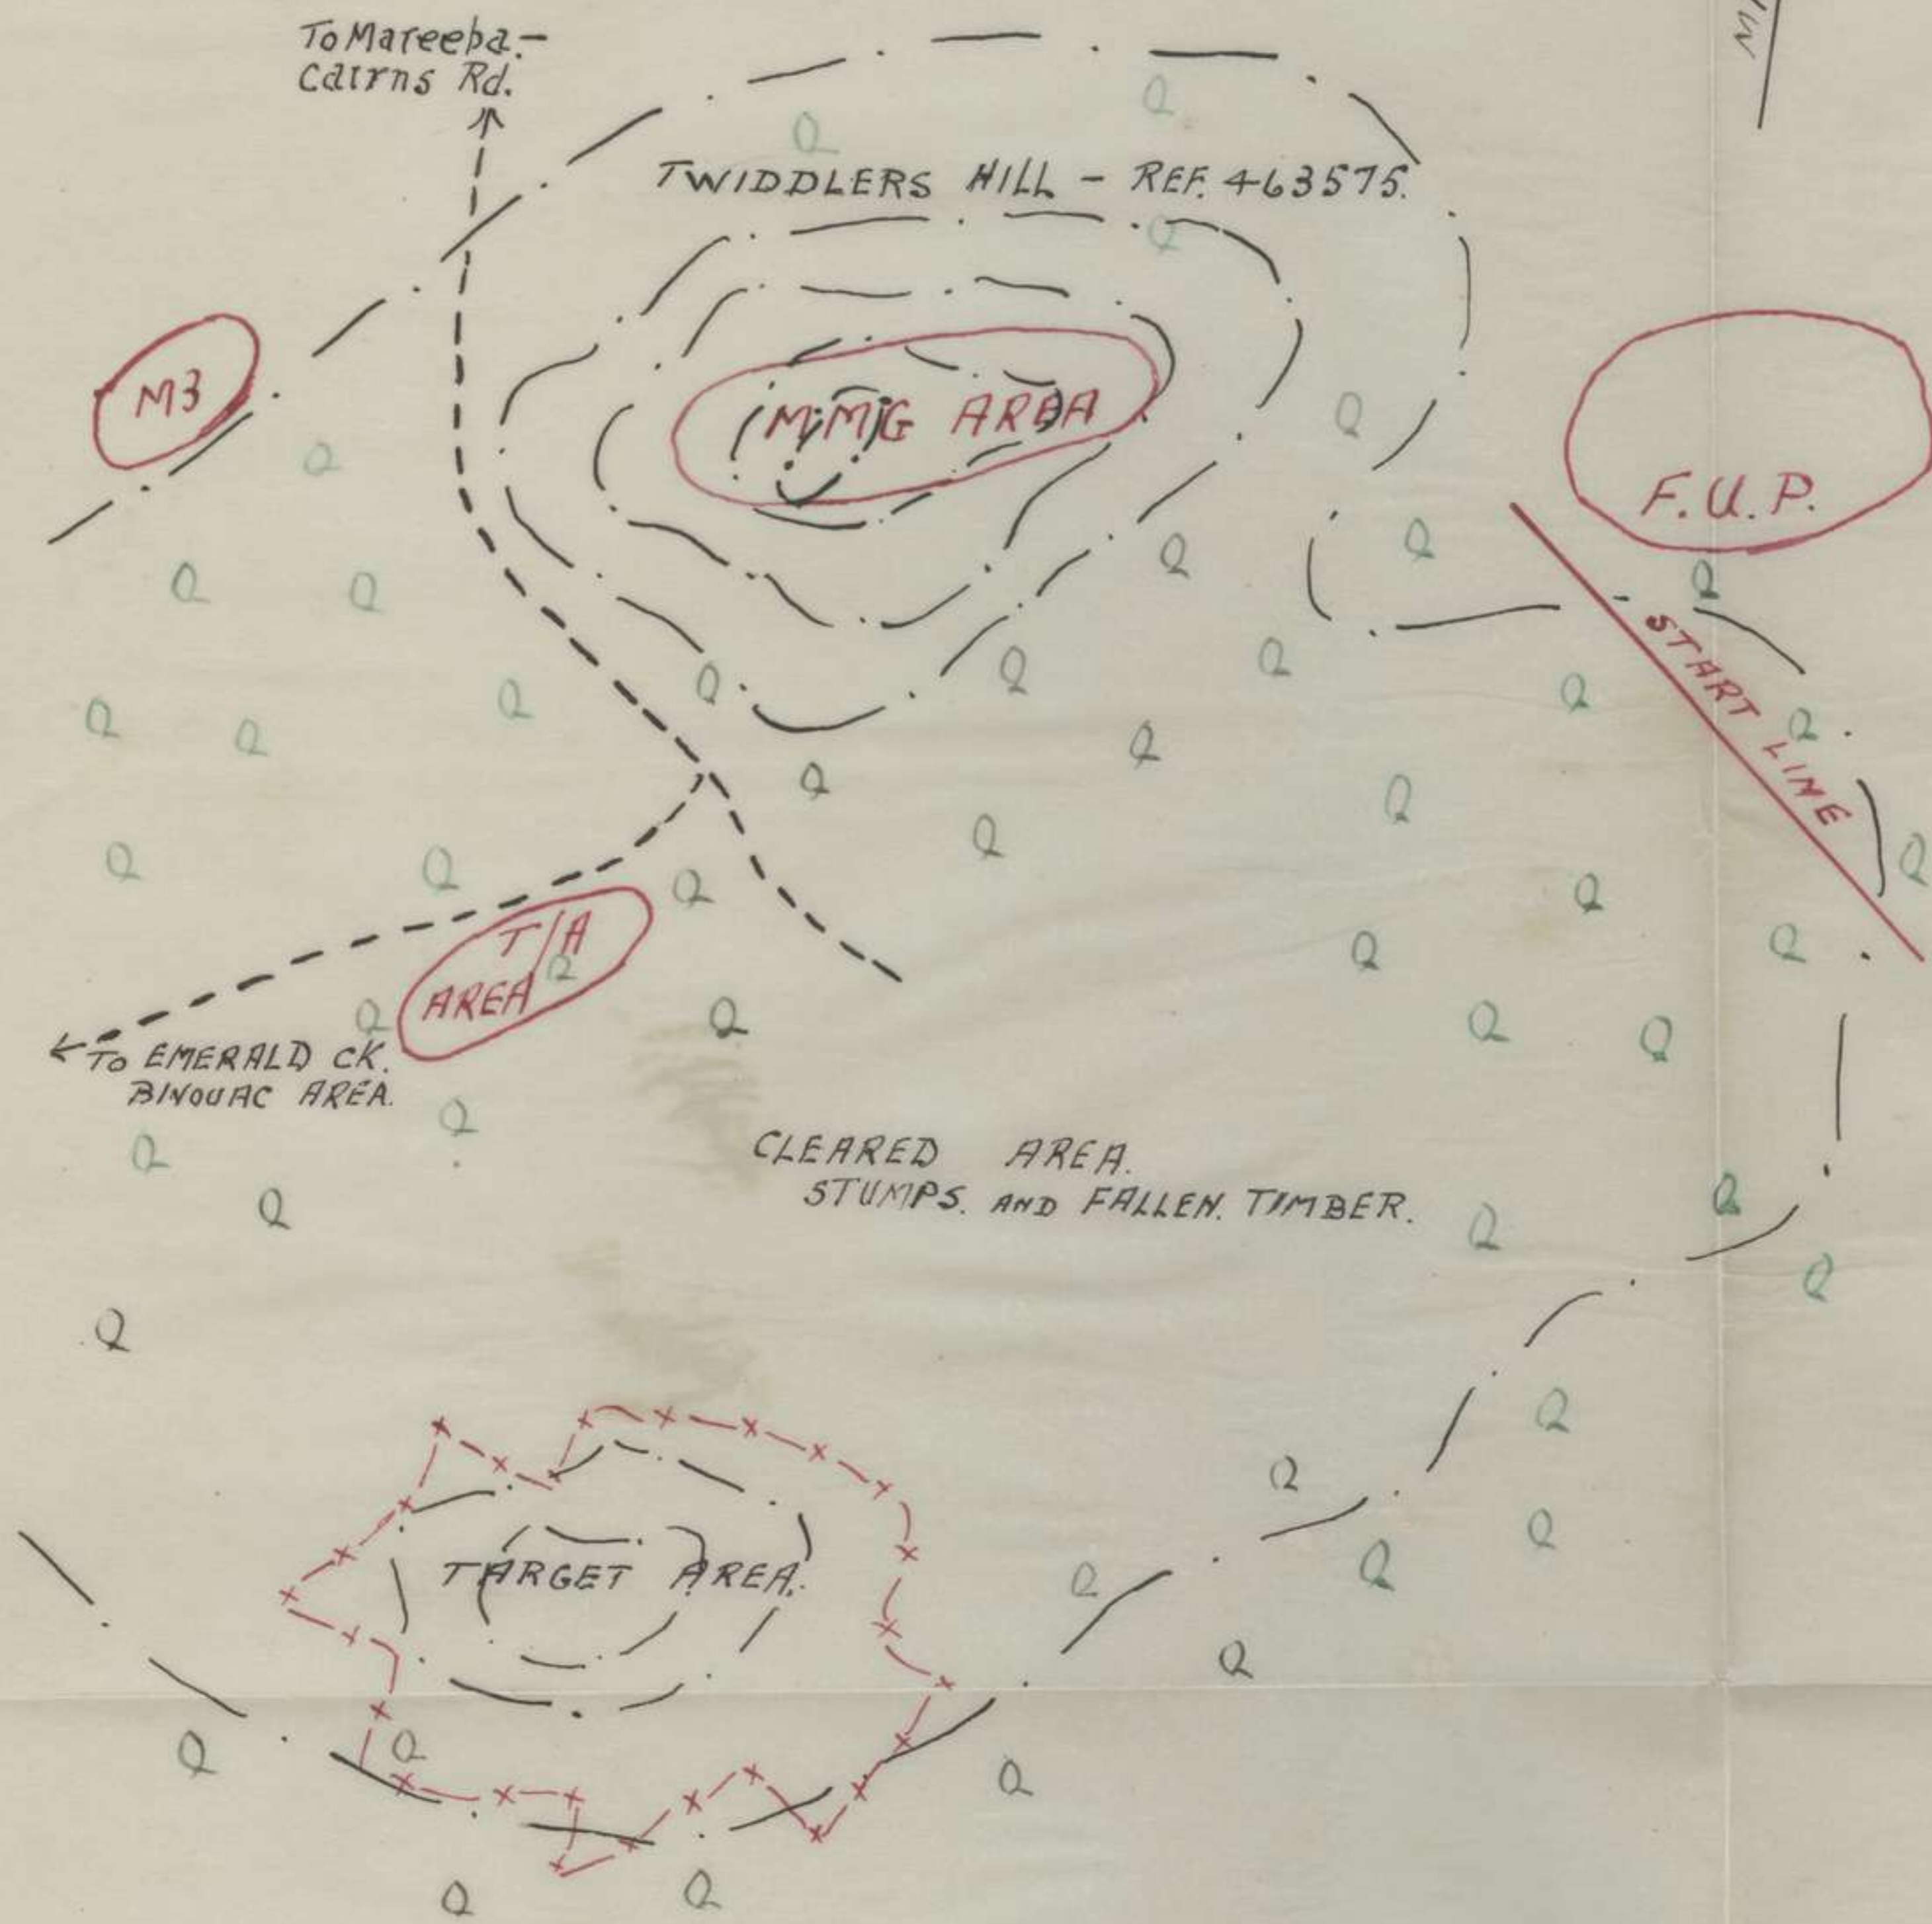 To Mareeba.-
Cairns Rd.
TWIDDLERS HILL - REF. 463575.
M3
M.M.G AREA
F.U.P.
START LINE
T/A
AREA
TO EMERALD CK.
BIVOUAC AREA.
CLEARED AREA.
STUMPS. AND FALLEN. TIMBER.
TARGET AREA.